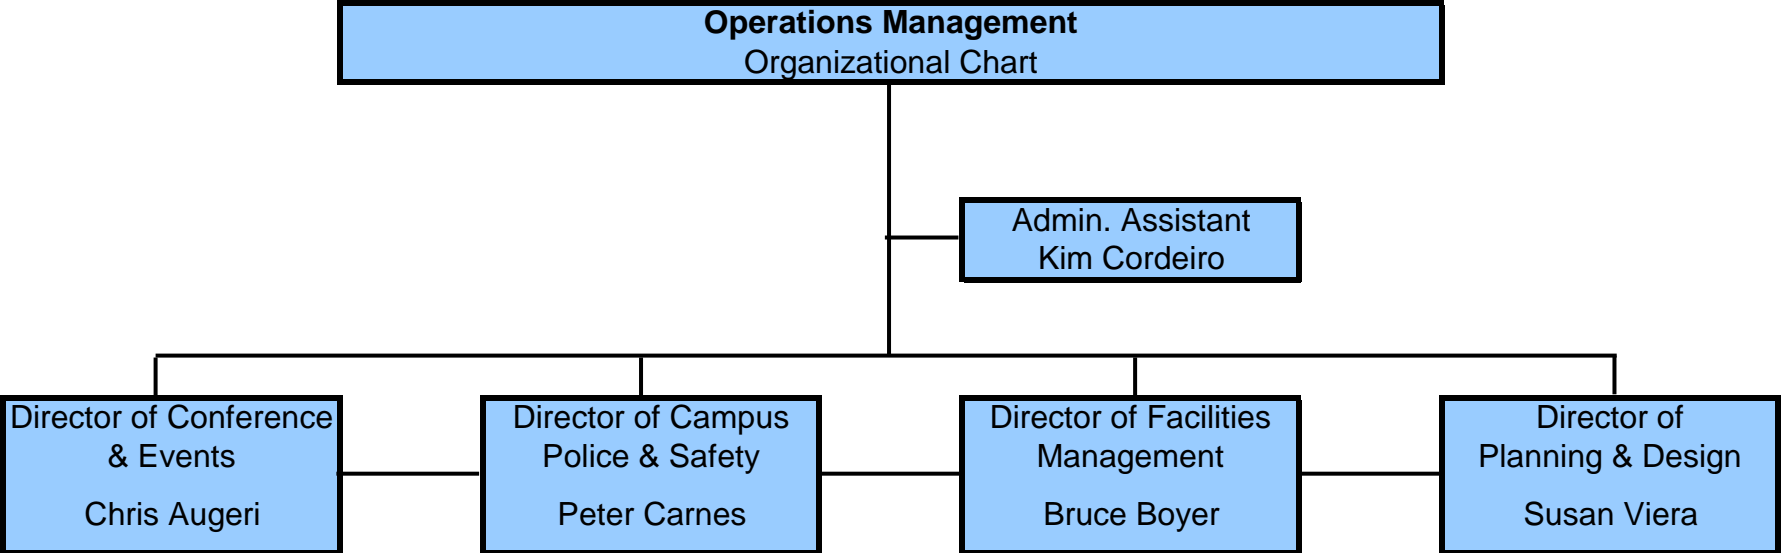 Operations Management
Organizational Chart
Admin. Assistant
Kim Cordeiro
Director of Conference
& Events
Chris Augeri
Director of Campus
Police & Safety
Peter Carnes
Director of Facilities
Management
Bruce Boyer
Director of
Planning & Design
Susan Viera